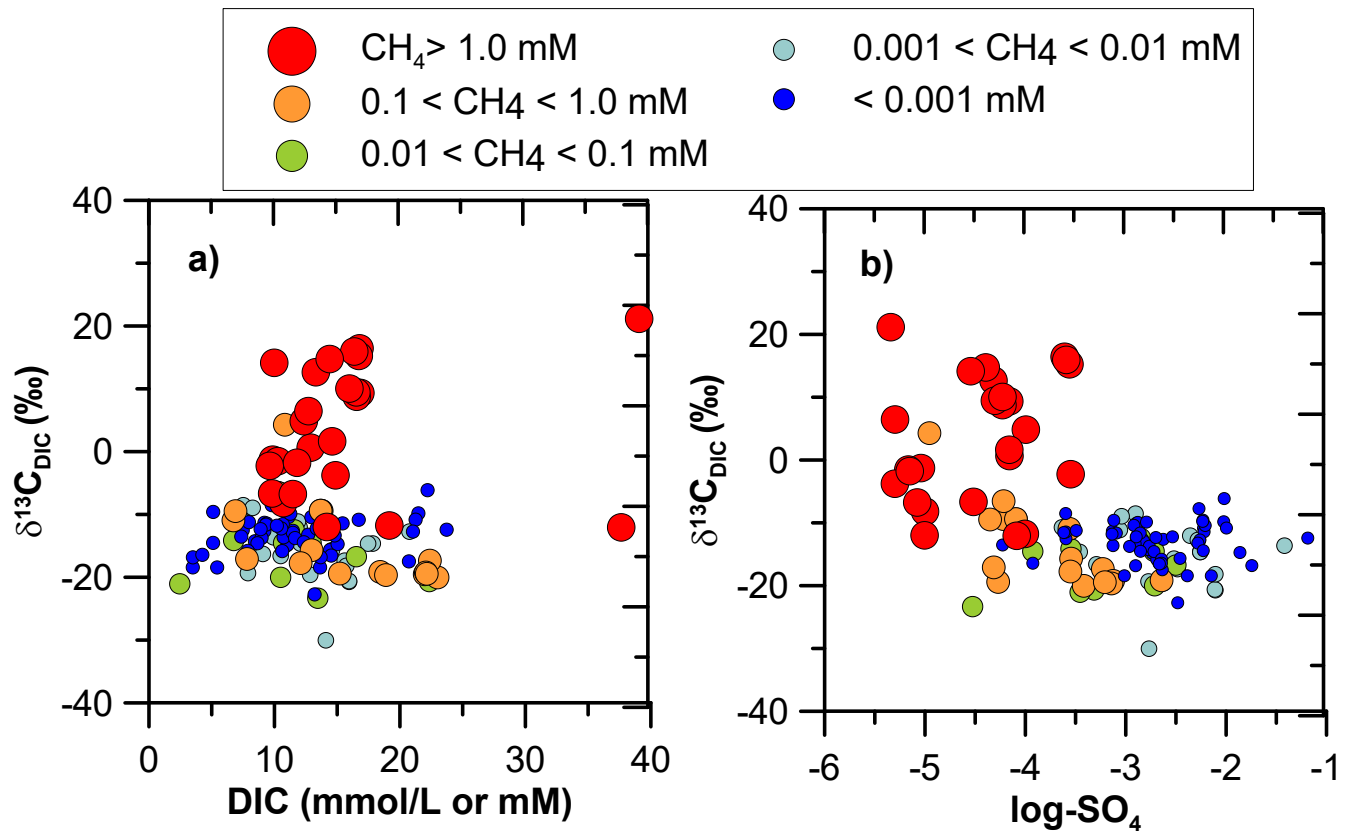 CH₄> 1.0 mM
0.1 < CH4 < 1.0 mM
0.01 < CH4 < 0.1 mM
0.001 < CH4 < 0.01 mM
< 0.001 mM
a)
40
20
0
-20
-40
δ¹³C_DIC (‰)
0 10 20 30 40
DIC (mmol/L or mM)
b)
40
20
0
-20
-40
δ¹³C_DIC (‰)
-6 -5 -4 -3 -2 -1
log-SO₄